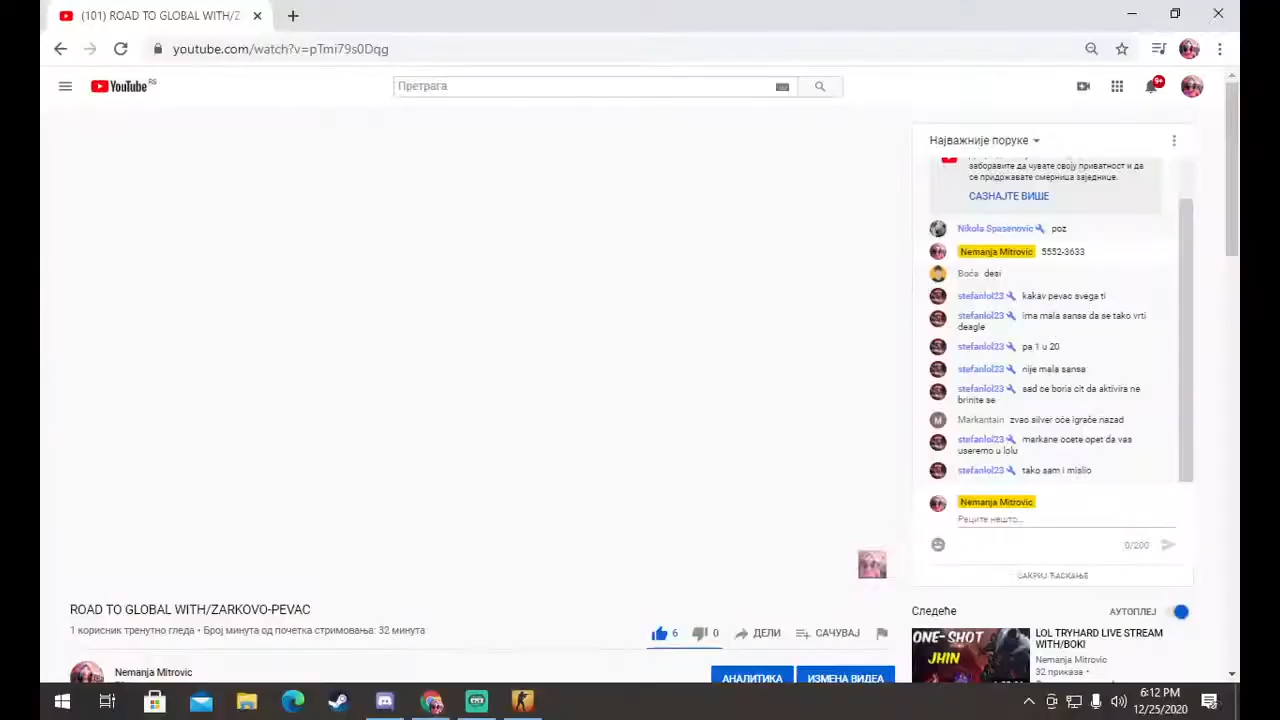 (101) ROAD TO GLOBAL WITH/Z
youtube.com/watch?v=pTmi79s0Dqg
YouTube RS
Претрага
9+
Најважније поруке
заборавите да чувате своју приватност и да
се придржавате смерница заједнице.
САЗНАЈТЕ ВИШЕ
Nikola Spasenovic poz
Nemanja Mitrovic 5552-3633
Boća desi
stefanlol23 kakav pevac svega ti
stefanlol23 ima mala sansa da se tako vrti
deagle
stefanlol23 pa 1 u 20
stefanlol23 nije mala sansa
stefanlol23 sad ce boris cit da aktivira ne
brinite se
M Markantain zvao silver oće igrače nazad
stefanlol23 markane ocete opet da vas
useremo u lolu
stefanlol23 tako sam i mislio
Nemanja Mitrovic
Реците нешто...
0/200
САКРИЈ ЋАСКАЊЕ
ROAD TO GLOBAL WITH/ZARKOVO-PEVAC
1 корисник тренутно гледа • Број минута од почетка стримовања: 32 минута
6 0 ДЕЛИ САЧУВАЈ
Nemanja Mitrovic
АНАЛИТИКА ИЗМЕНА ВИДЕА
Следеће АУТОПЛЕЈ
ONE-SHOT
JHIN
LOL TRYHARD LIVE STREAM
WITH/BOKI
Nemanja Mitrovic
32 приказа •
6:12 PM
12/25/2020